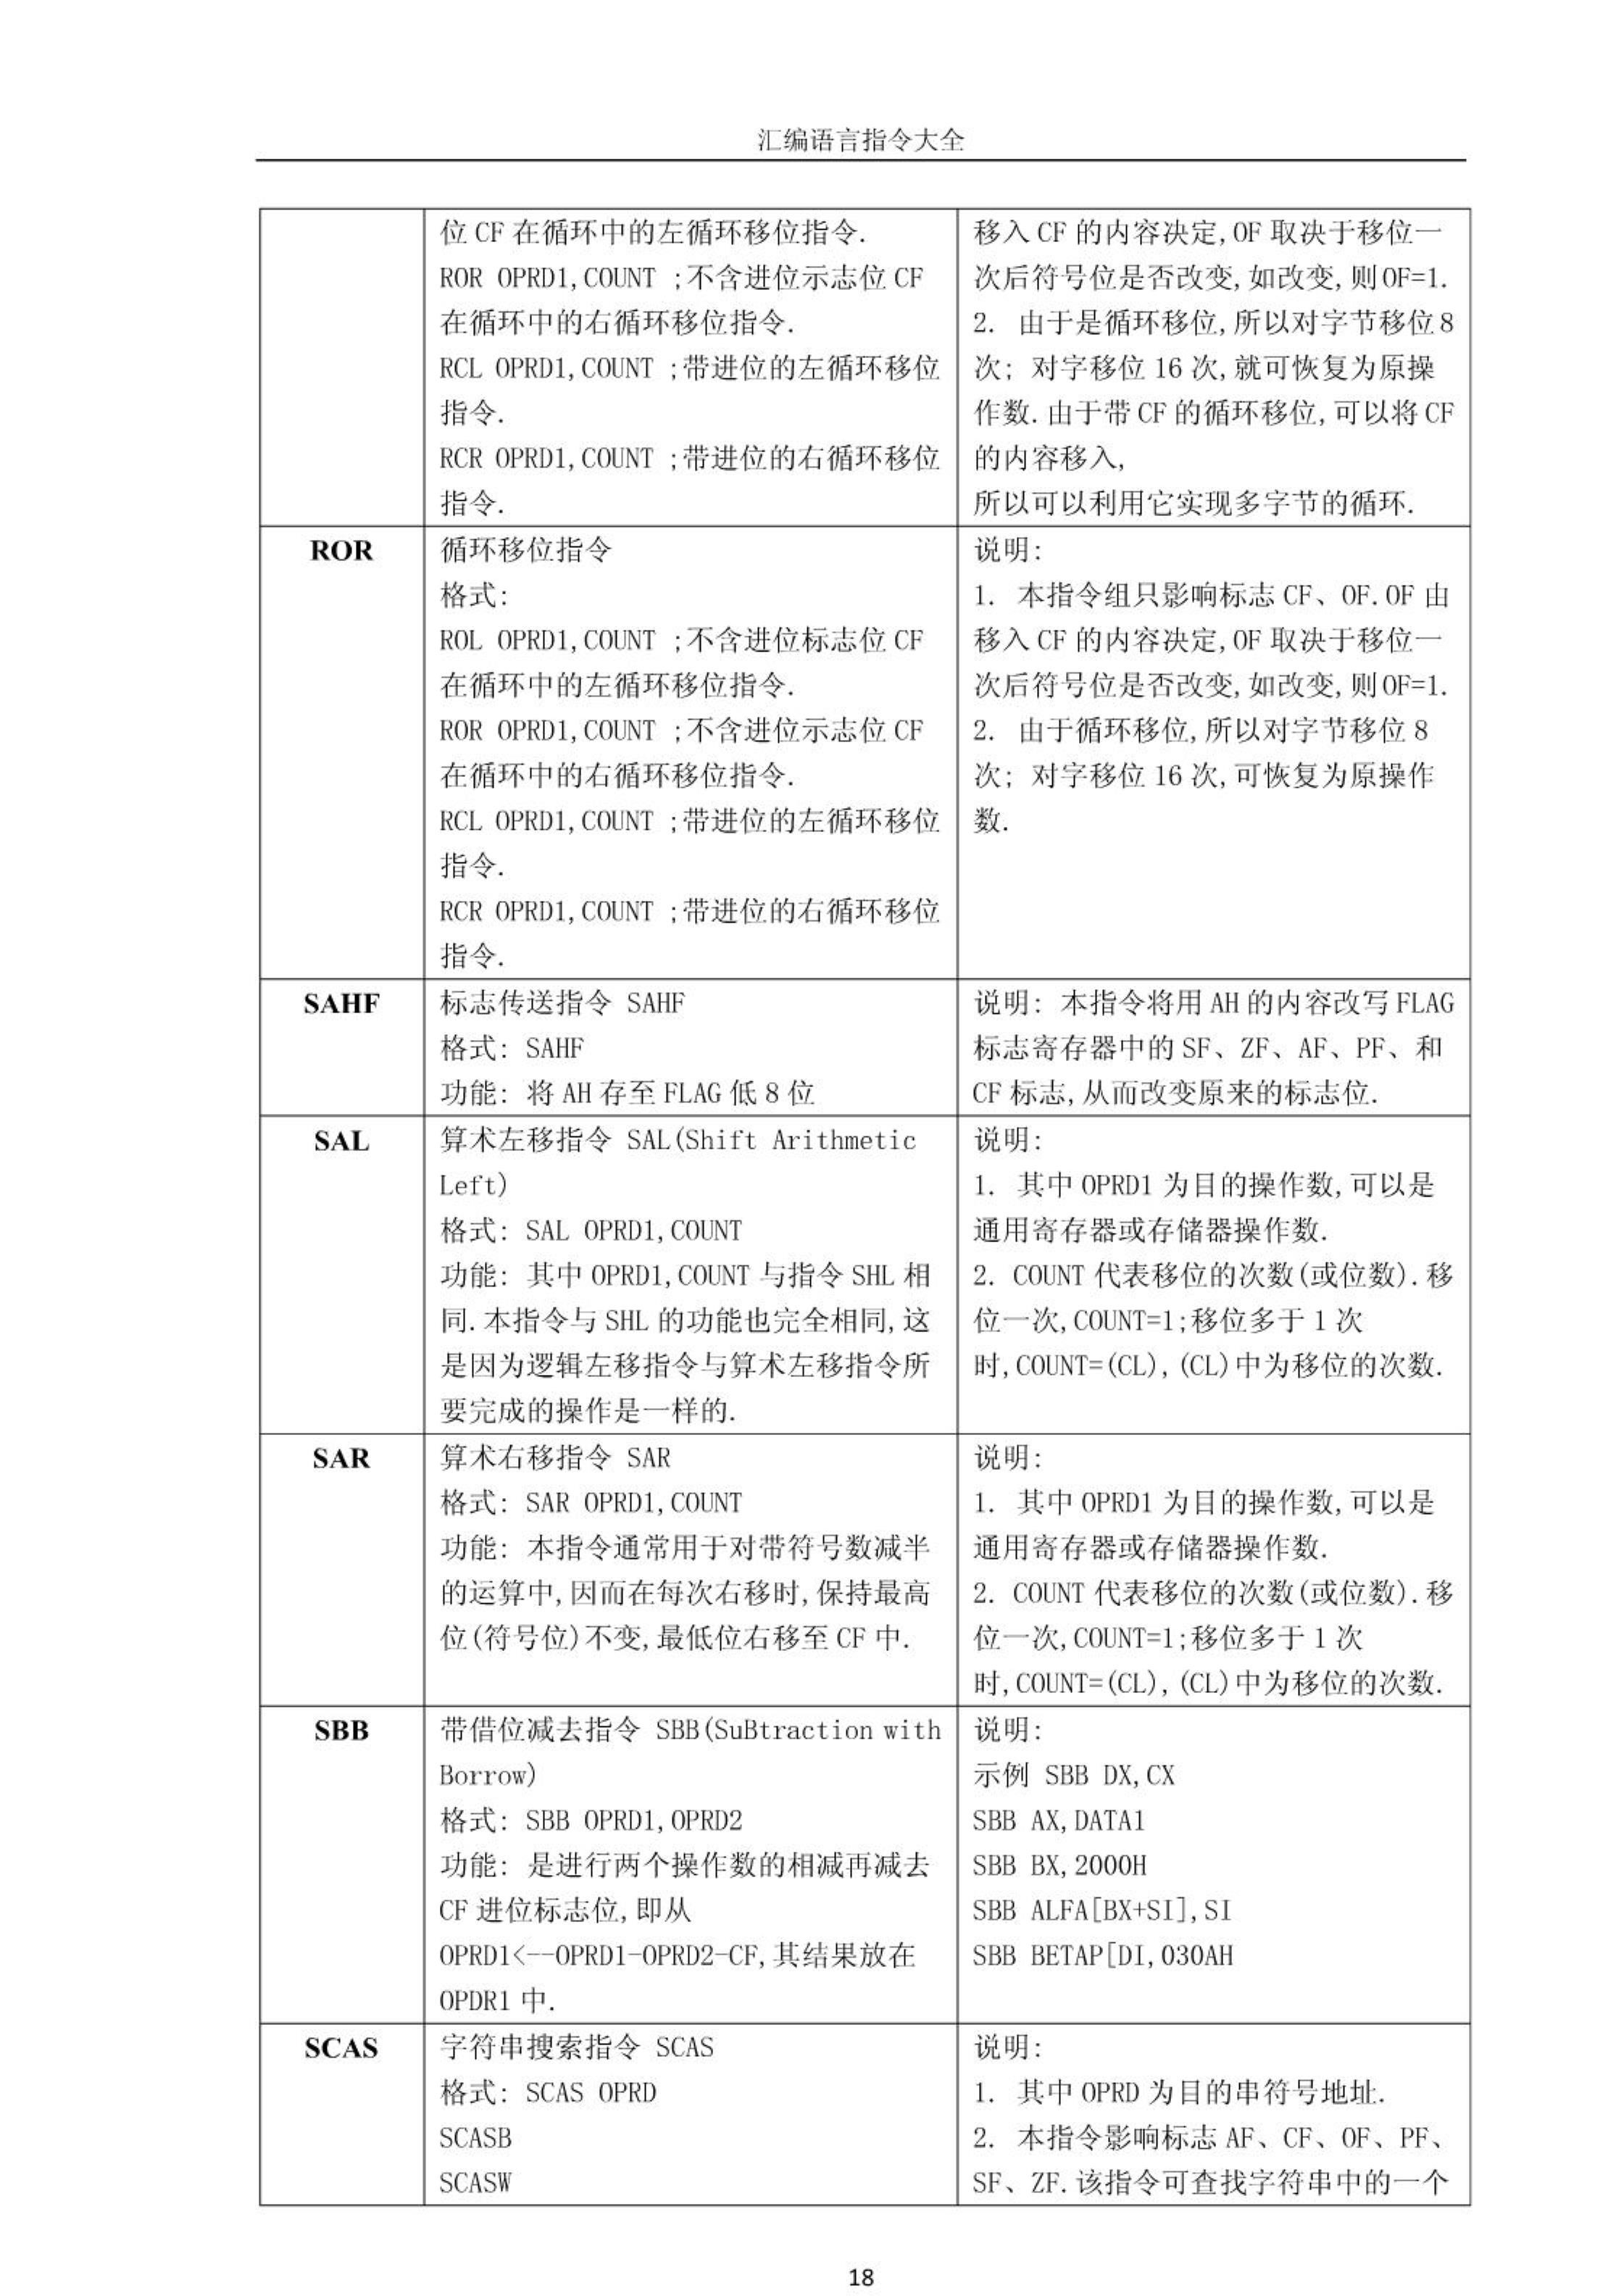 汇编语言指令大全
位 CF 在循环中的左循环移位指令.
ROR OPRD1,COUNT ;不含进位示志位 CF
在循环中的右循环移位指令.
RCL OPRD1,COUNT ;带进位的左循环移位
指令.
RCR OPRD1,COUNT ;带进位的右循环移位
指令.
移入 CF 的内容决定,OF 取决于移位一
次后符号位是否改变,如改变,则 OF=1.
2. 由于是循环移位,所以对字节移位 8
次; 对字移位 16 次,就可恢复为原操
作数.由于带 CF 的循环移位,可以将 CF
的内容移入,
所以可以利用它实现多字节的循环.
ROR
循环移位指令
格式:
ROL OPRD1,COUNT ;不含进位标志位 CF
在循环中的左循环移位指令.
ROR OPRD1,COUNT ;不含进位示志位 CF
在循环中的右循环移位指令.
RCL OPRD1,COUNT ;带进位的左循环移位
指令.
RCR OPRD1,COUNT ;带进位的右循环移位
指令.
说明:
1. 本指令组只影响标志 CF、OF.OF 由
移入 CF 的内容决定,OF 取决于移位一
次后符号位是否改变,如改变,则 OF=1.
2. 由于循环移位,所以对字节移位 8
次; 对字移位 16 次,可恢复为原操作
数.
SAHF
标志传送指令 SAHF
格式: SAHF
功能: 将 AH 存至 FLAG 低 8 位
说明: 本指令将用 AH 的内容改写 FLAG
标志寄存器中的 SF、ZF、AF、PF、和
CF 标志,从而改变原来的标志位.
SAL
算术左移指令 SAL(Shift Arithmetic
Left)
格式: SAL OPRD1,COUNT
功能: 其中 OPRD1,COUNT 与指令 SHL 相
同.本指令与 SHL 的功能也完全相同,这
是因为逻辑左移指令与算术左移指令所
要完成的操作是一样的.
说明:
1. 其中 OPRD1 为目的操作数,可以是
通用寄存器或存储器操作数.
2. COUNT 代表移位的次数(或位数).移
位一次,COUNT=1;移位多于 1 次
时,COUNT=(CL),(CL)中为移位的次数.
SAR
算术右移指令 SAR
格式: SAR OPRD1,COUNT
功能: 本指令通常用于对带符号数减半
的运算中,因而在每次右移时,保持最高
位(符号位)不变,最低位右移至 CF 中.
说明:
1. 其中 OPRD1 为目的操作数,可以是
通用寄存器或存储器操作数.
2. COUNT 代表移位的次数(或位数).移
位一次,COUNT=1;移位多于 1 次
时,COUNT=(CL),(CL)中为移位的次数.
SBB
带借位减去指令 SBB(SuBtraction with
Borrow)
格式: SBB OPRD1,OPRD2
功能: 是进行两个操作数的相减再减去
CF 进位标志位,即从
OPRD1<--OPRD1-OPRD2-CF,其结果放在
OPDR1 中.
说明:
示例 SBB DX,CX
SBB AX,DATA1
SBB BX,2000H
SBB ALFA[BX+SI],SI
SBB BETAP[DI,030AH
SCAS
字符串搜索指令 SCAS
格式: SCAS OPRD
SCASB
SCASW
说明:
1. 其中 OPRD 为目的串符号地址.
2. 本指令影响标志 AF、CF、OF、PF、
SF、ZF.该指令可查找字符串中的一个
18